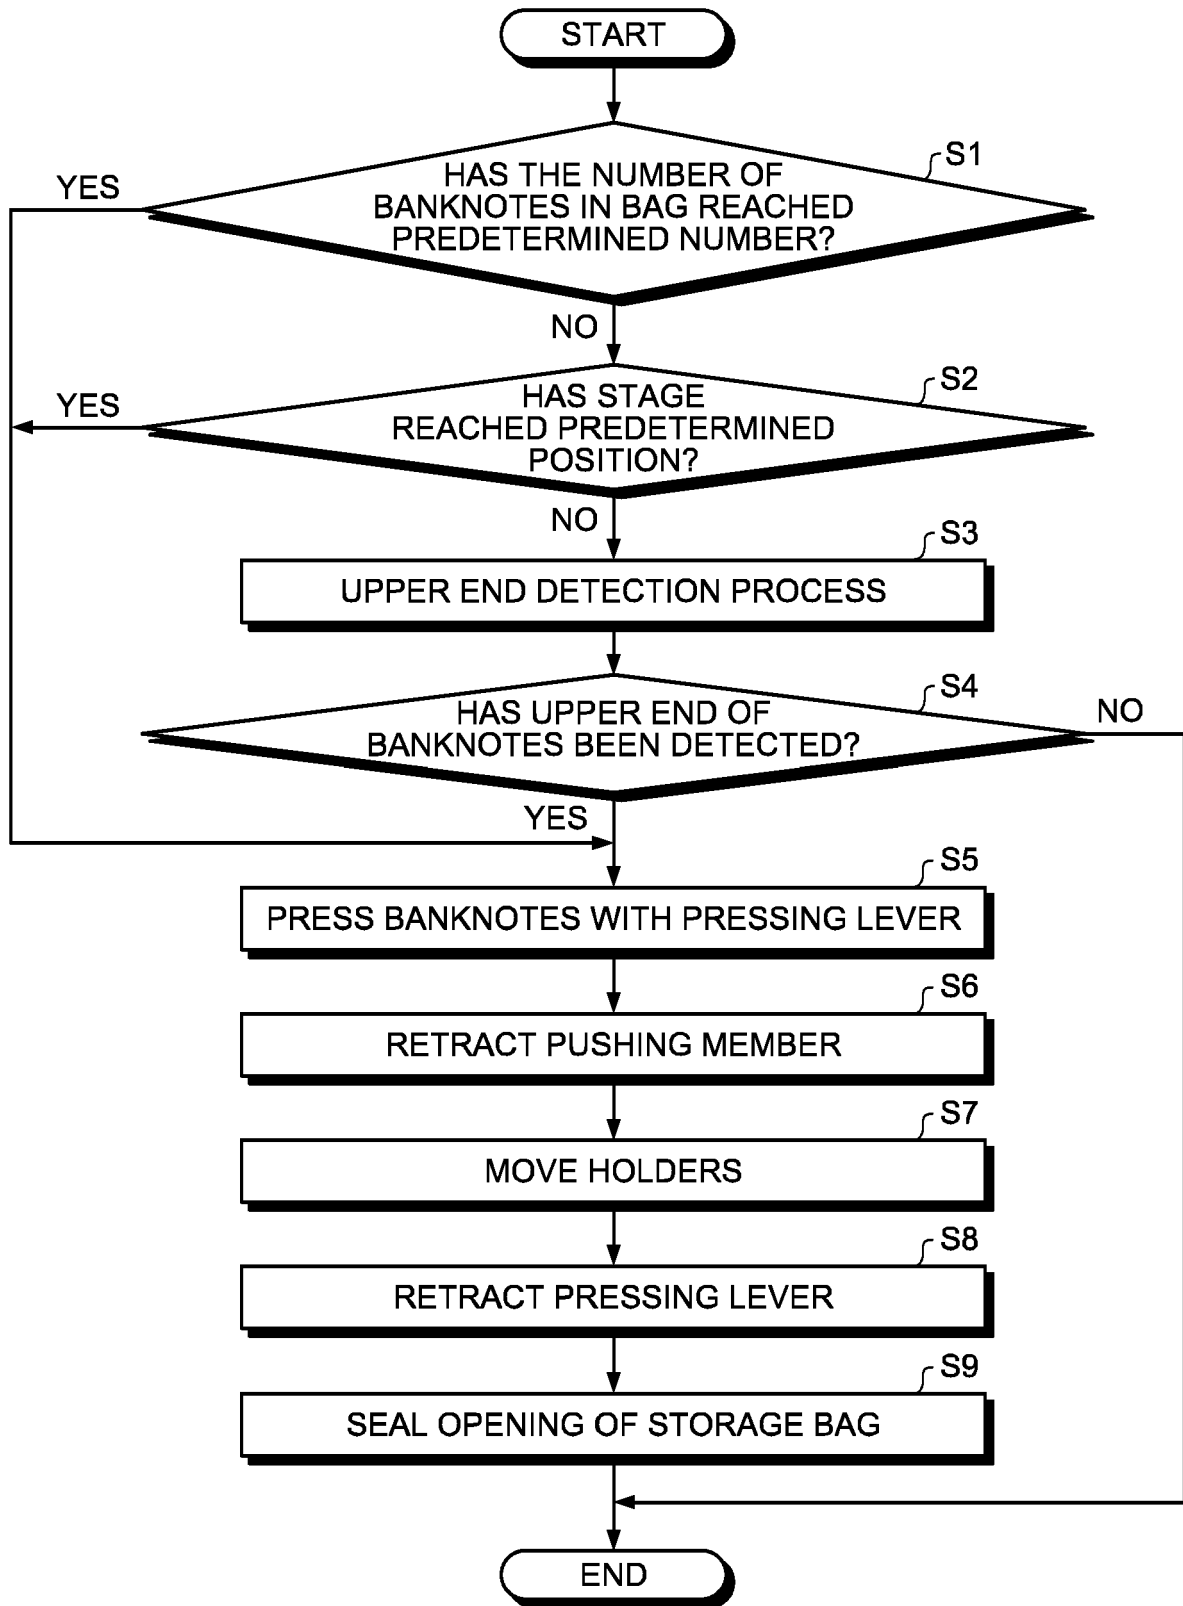 START
S1
HAS THE NUMBER OF
BANKNOTES IN BAG REACHED
PREDETERMINED NUMBER?
YES
NO
S2
HAS STAGE
REACHED PREDETERMINED
POSITION?
YES
NO
S3
UPPER END DETECTION PROCESS
S4
HAS UPPER END OF
BANKNOTES BEEN DETECTED?
NO
YES
S5
PRESS BANKNOTES WITH PRESSING LEVER
S6
RETRACT PUSHING MEMBER
S7
MOVE HOLDERS
S8
RETRACT PRESSING LEVER
S9
SEAL OPENING OF STORAGE BAG
END